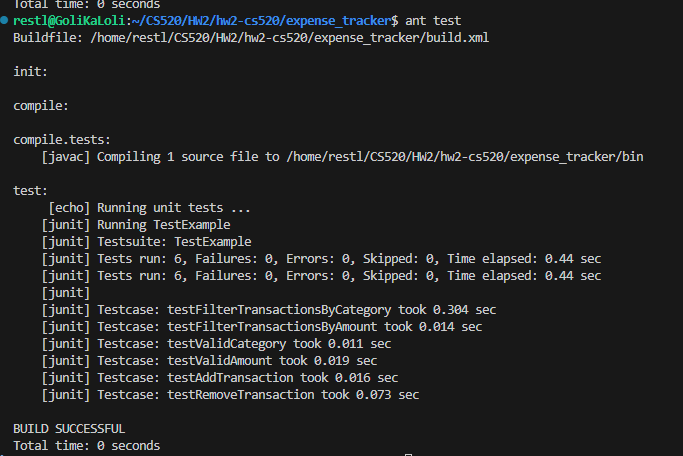 Total time: 0 seconds
restl@GoliKaLoli:~/CS520/HW2/hw2-cs520/expense_tracker$ ant test
Buildfile: /home/restl/CS520/HW2/hw2-cs520/expense_tracker/build.xml
init:
compile:
compile.tests:
[javac] Compiling 1 source file to /home/restl/CS520/HW2/hw2-cs520/expense_tracker/bin
test:
[echo] Running unit tests ...
[junit] Running TestExample
[junit] Testsuite: TestExample
[junit] Tests run: 6, Failures: 0, Errors: 0, Skipped: 0, Time elapsed: 0.44 sec
[junit] Tests run: 6, Failures: 0, Errors: 0, Skipped: 0, Time elapsed: 0.44 sec
[junit]
[junit] Testcase: testFilterTransactionsByCategory took 0.304 sec
[junit] Testcase: testFilterTransactionsByAmount took 0.014 sec
[junit] Testcase: testValidCategory took 0.011 sec
[junit] Testcase: testValidAmount took 0.019 sec
[junit] Testcase: testAddTransaction took 0.016 sec
[junit] Testcase: testRemoveTransaction took 0.073 sec
BUILD SUCCESSFUL
Total time: 0 seconds